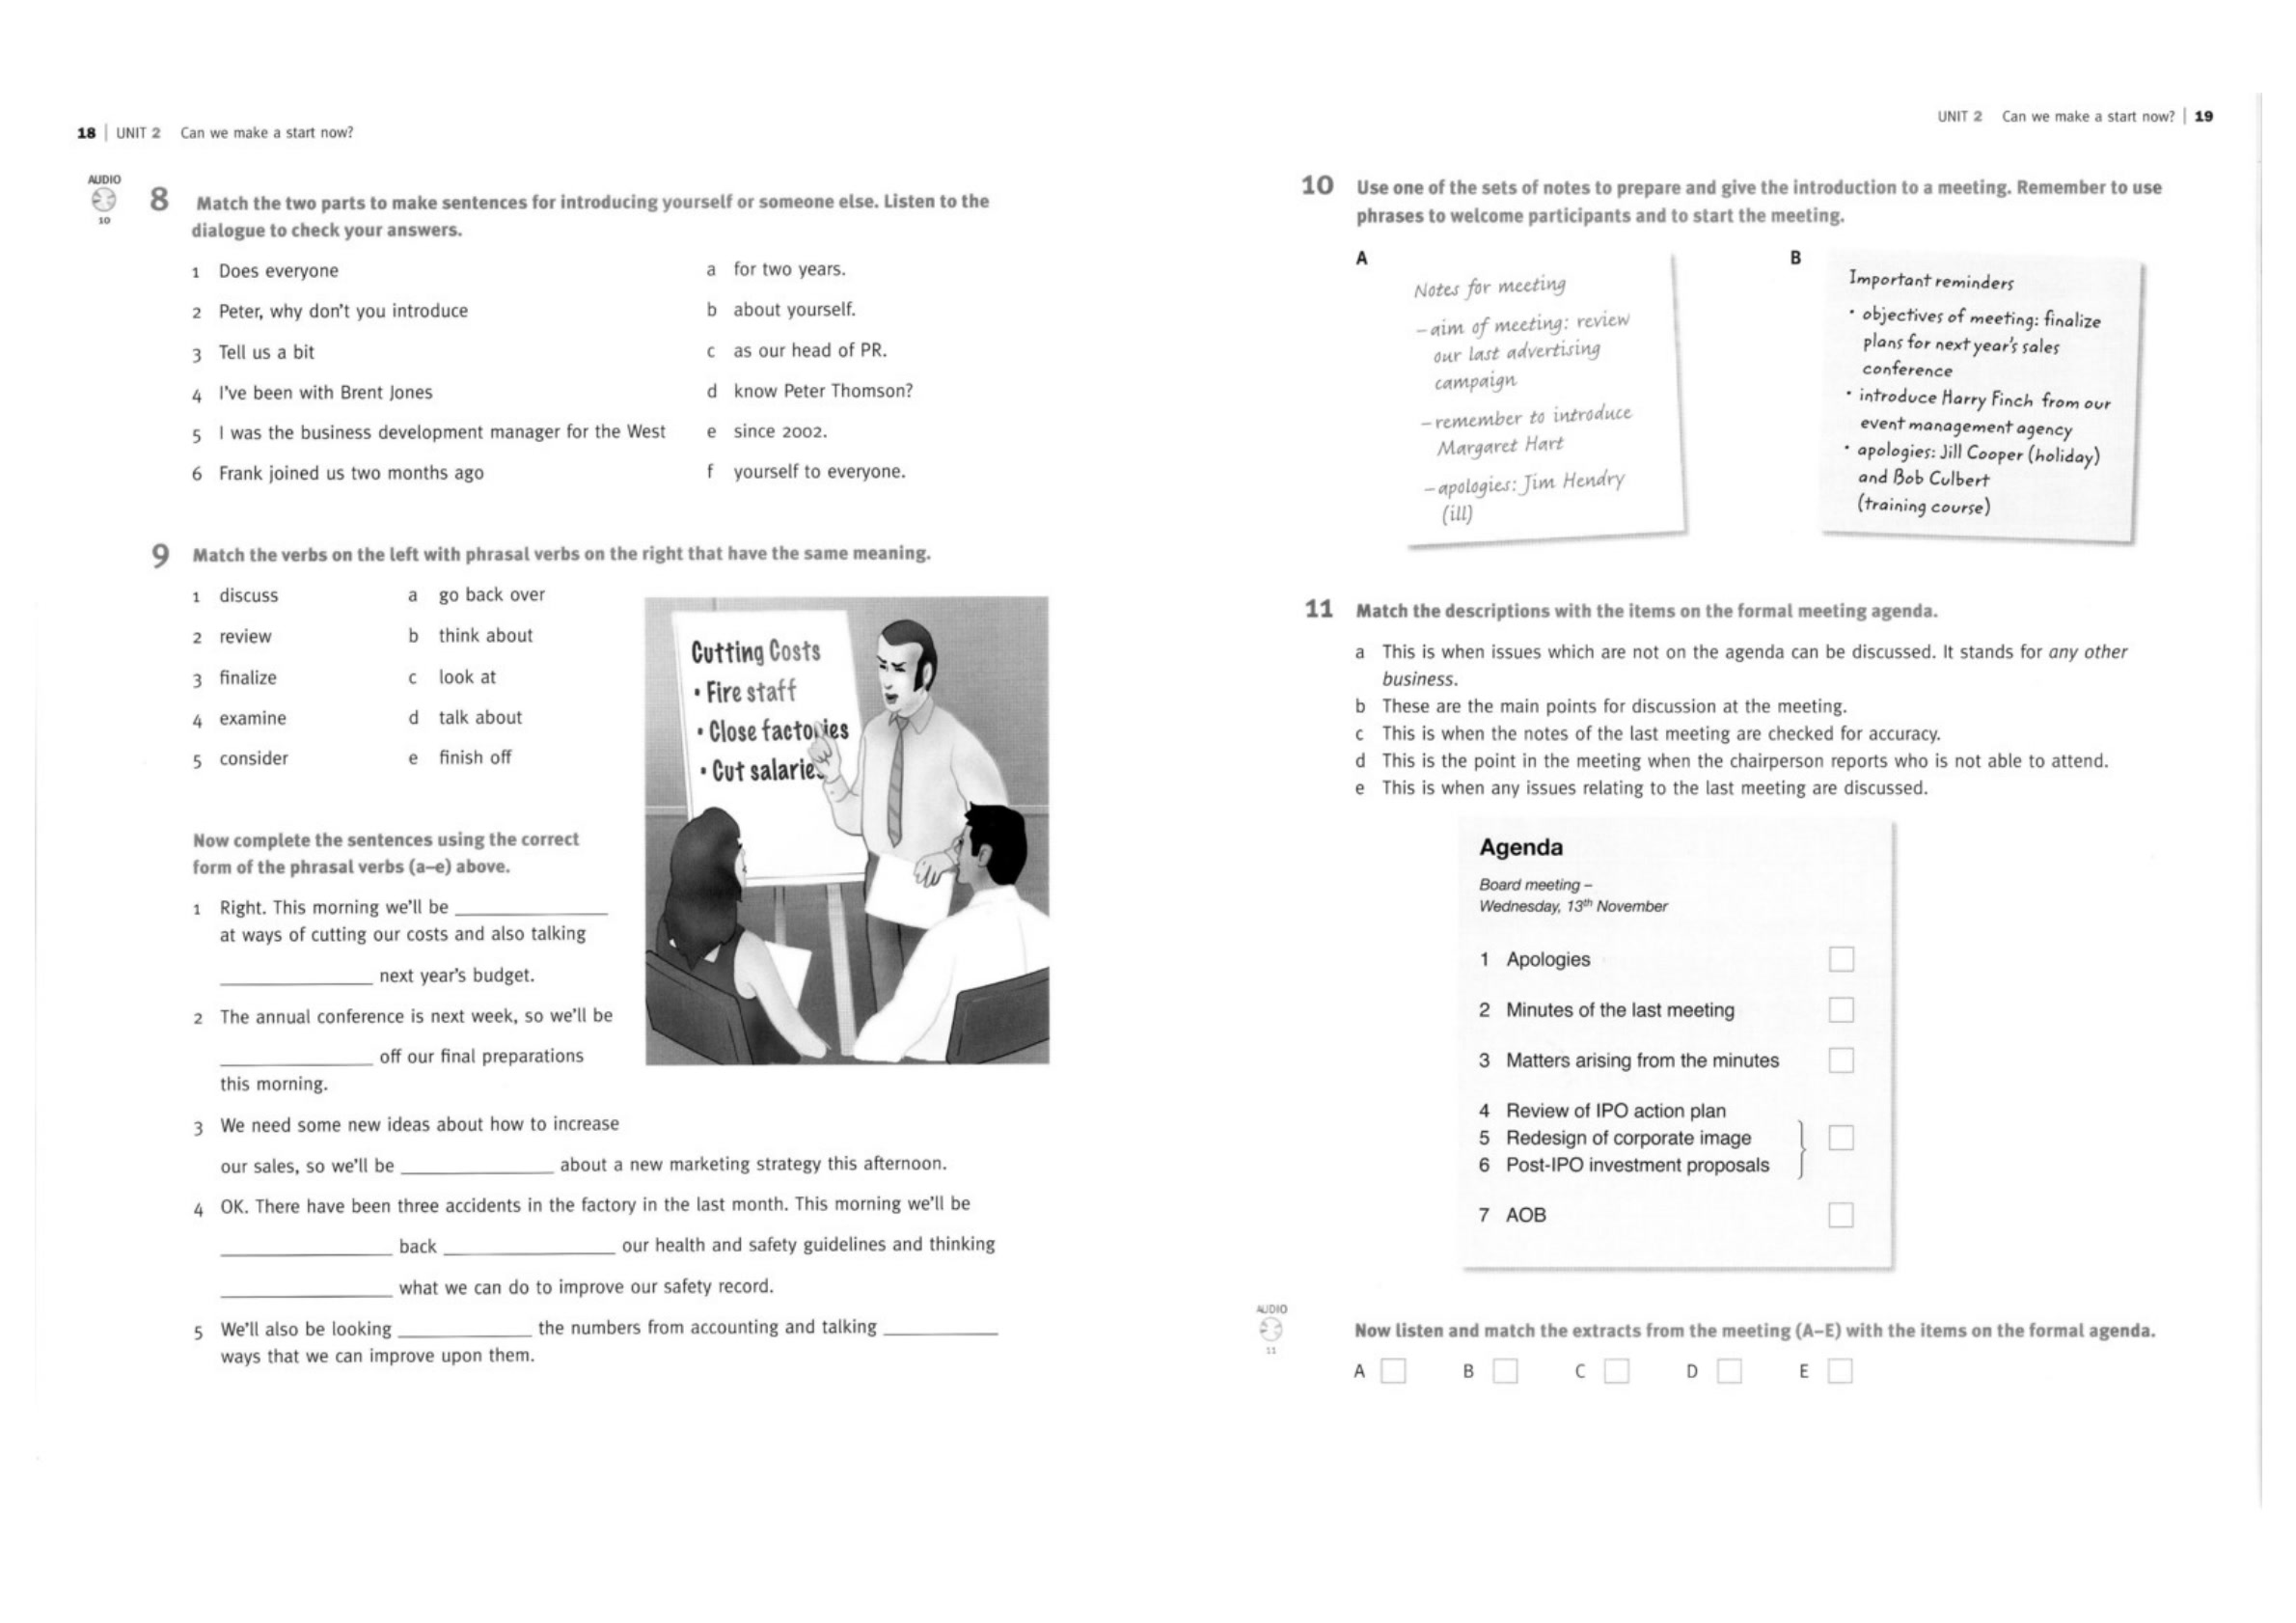 18 | UNIT 2 Can we make a start now?
AUDIO
10
8 Match the two parts to make sentences for introducing yourself or someone else. Listen to the
dialogue to check your answers.
1 Does everyone
2 Peter, why don't you introduce
3 Tell us a bit
4 I've been with Brent Jones
5 I was the business development manager for the West
6 Frank joined us two months ago
a for two years.
b about yourself.
c as our head of PR.
d know Peter Thomson?
e since 2002.
f yourself to everyone.
9 Match the verbs on the left with phrasal verbs on the right that have the same meaning.
1 discuss
2 review
3 finalize
4 examine
5 consider
a go back over
b think about
c look at
d talk about
e finish off
Cutting Costs
• Fire staff
• Close factories
• Cut salaries
Now complete the sentences using the correct
form of the phrasal verbs (a–e) above.
1 Right. This morning we'll be ____
at ways of cutting our costs and also talking
____ next year's budget.
2 The annual conference is next week, so we'll be
____ off our final preparations
this morning.
3 We need some new ideas about how to increase
our sales, so we'll be ____ about a new marketing strategy this afternoon.
4 OK. There have been three accidents in the factory in the last month. This morning we'll be
____ back ____ our health and safety guidelines and thinking
____ what we can do to improve our safety record.
5 We'll also be looking ____ the numbers from accounting and talking ____
ways that we can improve upon them.
UNIT 2 Can we make a start now? | 19
10 Use one of the sets of notes to prepare and give the introduction to a meeting. Remember to use
phrases to welcome participants and to start the meeting.
A
Notes for meeting
– aim of meeting: review
our last advertising
campaign
– remember to introduce
Margaret Hart
– apologies: Jim Hendry
(ill)
B
Important reminders
• objectives of meeting: finalize
plans for next year's sales
conference
• introduce Harry Finch from our
event management agency
• apologies: Jill Cooper (holiday)
and Bob Culbert
(training course)
11 Match the descriptions with the items on the formal meeting agenda.
a This is when issues which are not on the agenda can be discussed. It stands for any other
business.
b These are the main points for discussion at the meeting.
c This is when the notes of the last meeting are checked for accuracy.
d This is the point in the meeting when the chairperson reports who is not able to attend.
e This is when any issues relating to the last meeting are discussed.
Agenda
Board meeting –
Wednesday, 13th November
1 Apologies
2 Minutes of the last meeting
3 Matters arising from the minutes
4 Review of IPO action plan
5 Redesign of corporate image
6 Post-IPO investment proposals
7 AOB
AUDIO
11
Now listen and match the extracts from the meeting (A–E) with the items on the formal agenda.
A B C D E